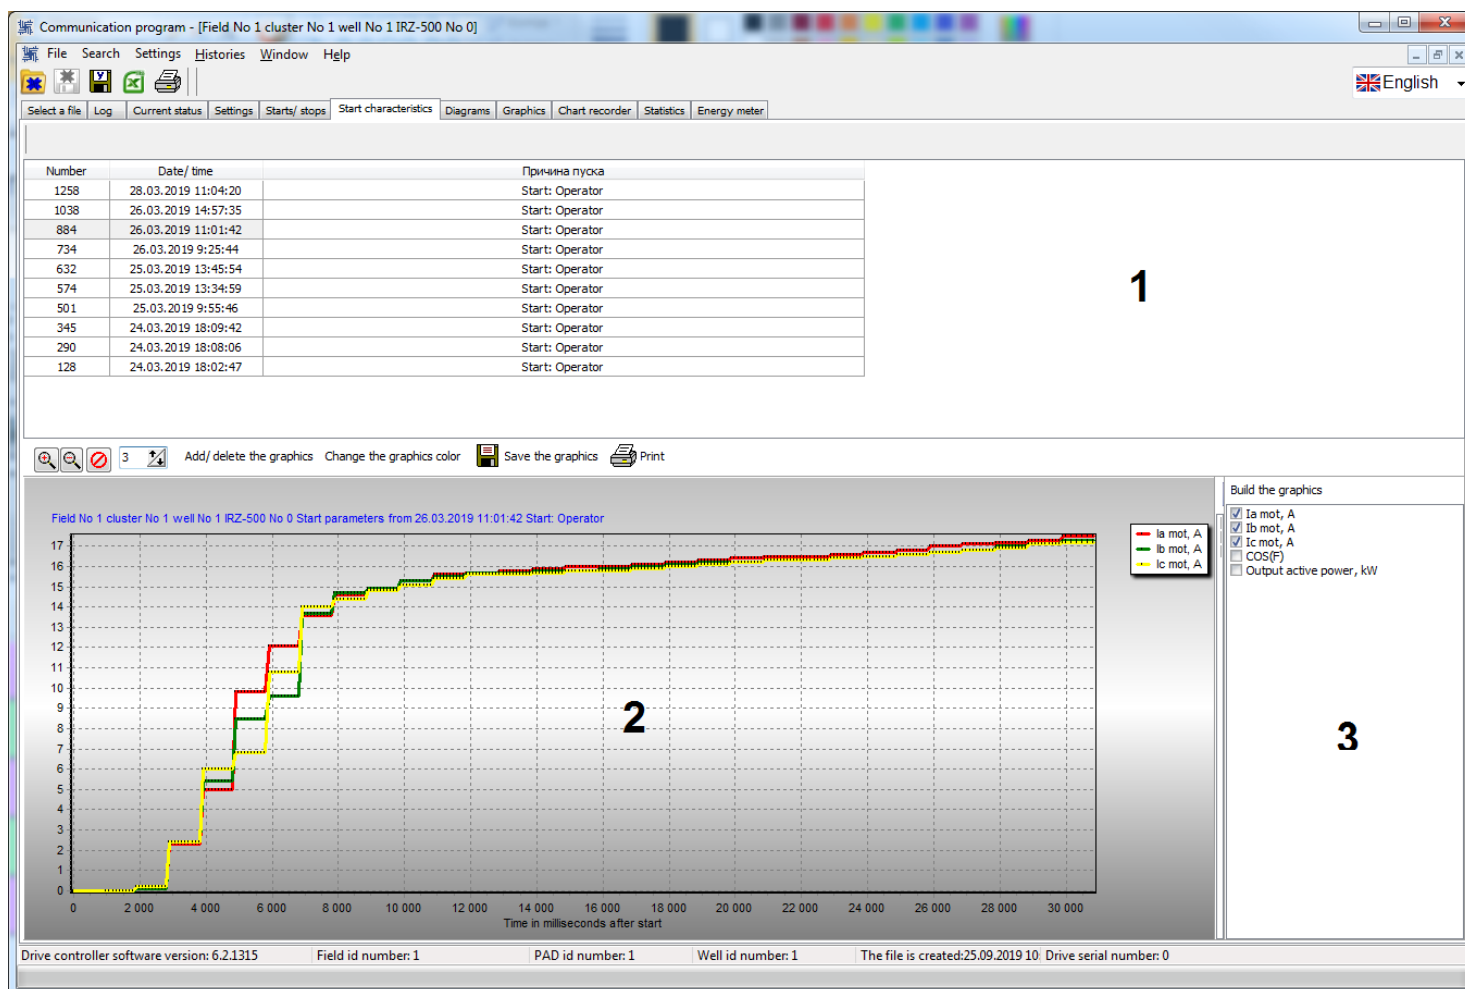 Communication program - [Field No 1 cluster No 1 well No 1 IRZ-500 No 0]
File Search Settings Histories Window Help
English
Select a file Log Current status Settings Starts/ stops Start characteristics Diagrams Graphics Chart recorder Statistics Energy meter
Number Date/ time Причина пуска
1258 28.03.2019 11:04:20 Start: Operator
1038 26.03.2019 14:57:35 Start: Operator
884 26.03.2019 11:01:42 Start: Operator
734 26.03.2019 9:25:44 Start: Operator
632 25.03.2019 13:45:54 Start: Operator
574 25.03.2019 13:34:59 Start: Operator
501 25.03.2019 9:55:46 Start: Operator
345 24.03.2019 18:09:42 Start: Operator
290 24.03.2019 18:08:06 Start: Operator
128 24.03.2019 18:02:47 Start: Operator
1
3 Add/ delete the graphics Change the graphics color Save the graphics Print
Field No 1 cluster No 1 well No 1 IRZ-500 No 0 Start parameters from 26.03.2019 11:01:42 Start: Operator
17
16
15
14
13
12
11
10
9
8
7
6
5
4
3
2
1
0
0 2 000 4 000 6 000 8 000 10 000 12 000 14 000 16 000 18 000 20 000 22 000 24 000 26 000 28 000 30 000
Time in milliseconds after start
Ia mot, A
Ib mot, A
Ic mot, A
2
Build the graphics
Ia mot, A
Ib mot, A
Ic mot, A
COS(F)
Output active power, kW
3
Drive controller software version: 6.2.1315 Field id number: 1 PAD id number: 1 Well id number: 1 The file is created:25.09.2019 10: Drive serial number: 0